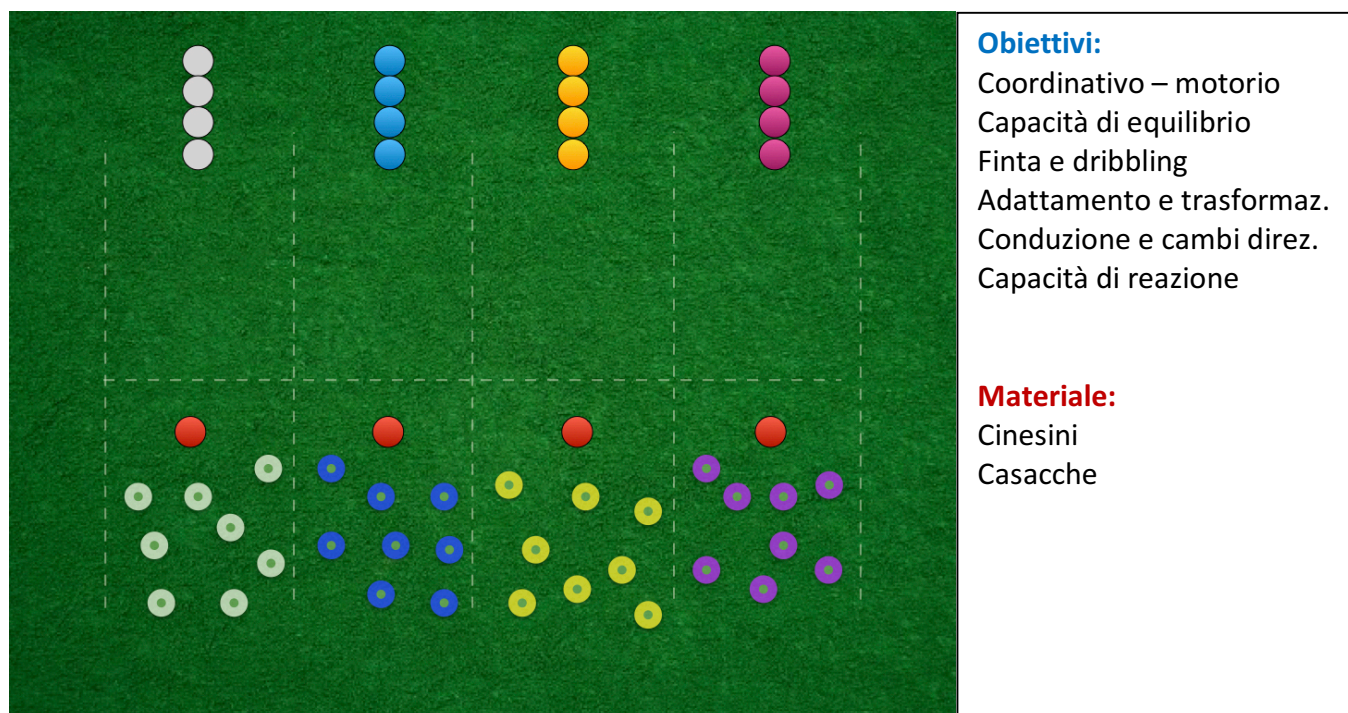 Obiettivi:
Coordinativo – motorio
Capacità di equilibrio
Finta e dribbling
Adattamento e trasformaz.
Conduzione e cambi direz.
Capacità di reazione
Materiale:
Cinesini
Casacche